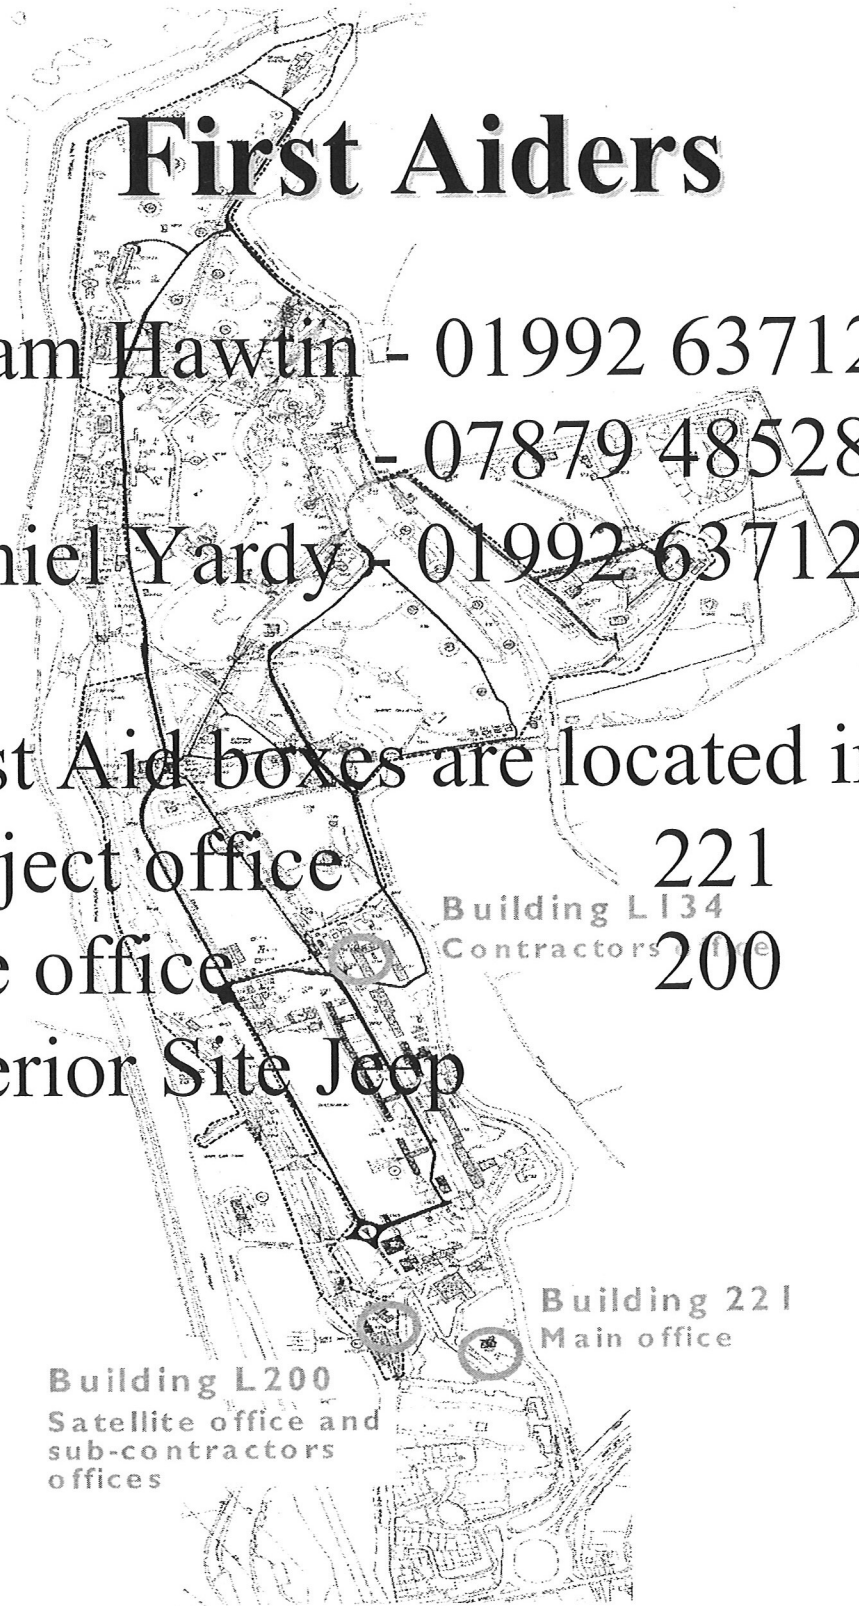 First Aiders
am Hawtin - 01992 63712
- 07879 48528
niel Yardy - 01992 63712
st Aid boxes are located in
ject office 221
e office 200
erior Site Jeep
Building L134
Contractors office
Building 221
Main office
Building L200
Satellite office and
sub-contractors
offices